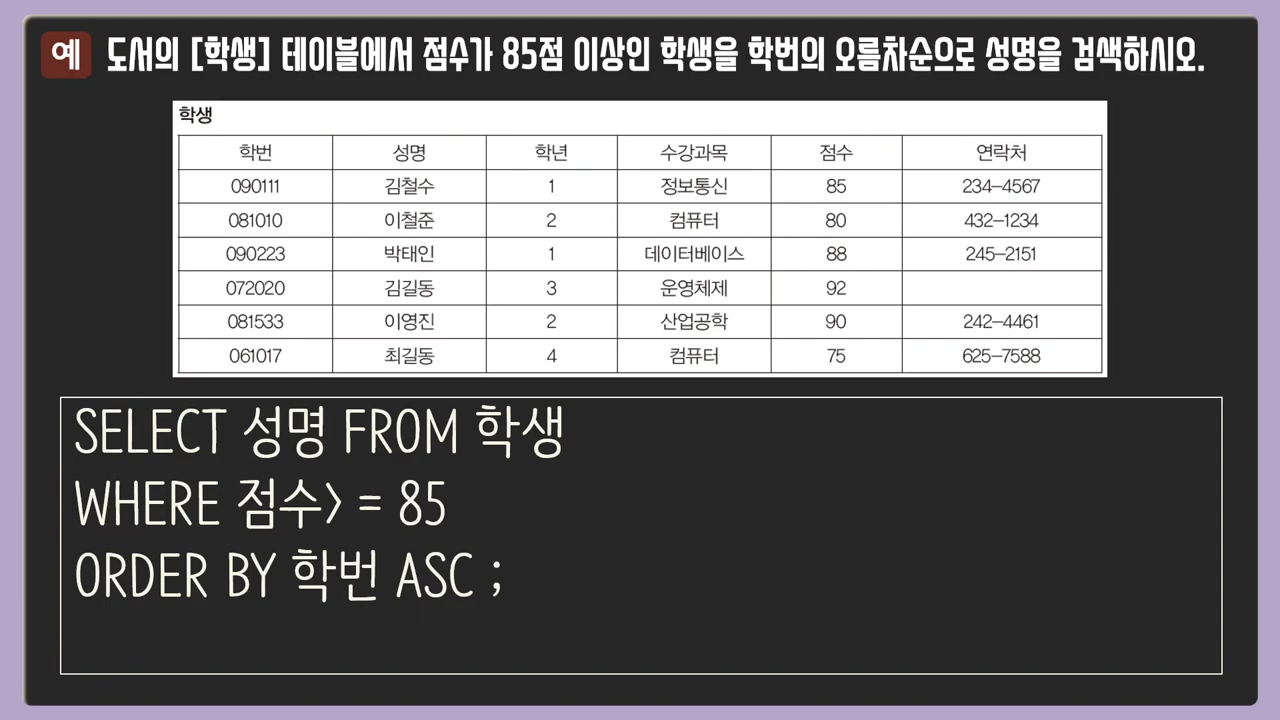 예 도서의 [학생] 테이블에서 점수가 85점 이상인 학생을 학번의 오름차순으로 성명을 검색하시오.
학생
학번 성명 학년 수강과목 점수 연락처
090111 김철수 1 정보통신 85 234-4567
081010 이철준 2 컴퓨터 80 432-1234
090223 박태인 1 데이터베이스 88 245-2151
072020 김길동 3 운영체제 92
081533 이영진 2 산업공학 90 242-4461
061017 최길동 4 컴퓨터 75 625-7588
SELECT 성명 FROM 학생
WHERE 점수> = 85
ORDER BY 학번 ASC ;